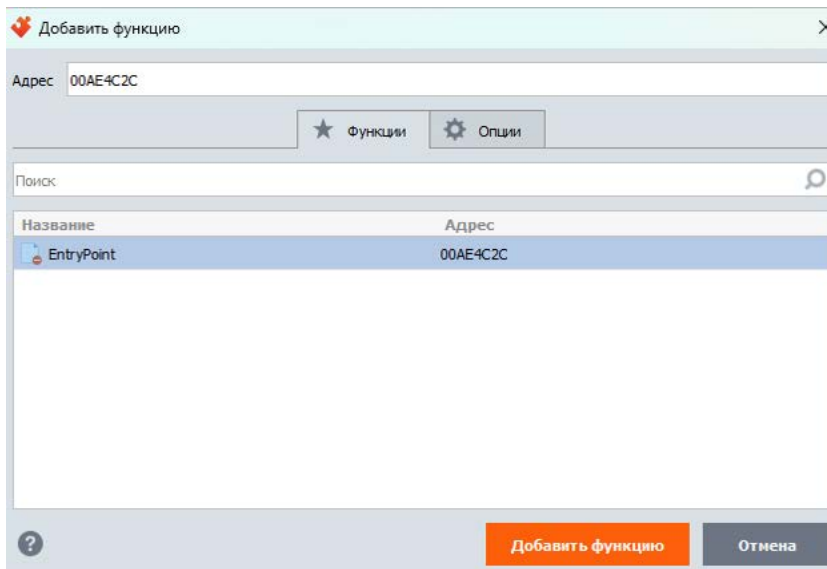 Добавить функцию
Адрес 00AE4C2C
Функции Опции
Поиск
Название Адрес
EntryPoint 00AE4C2C
? Добавить функцию Отмена